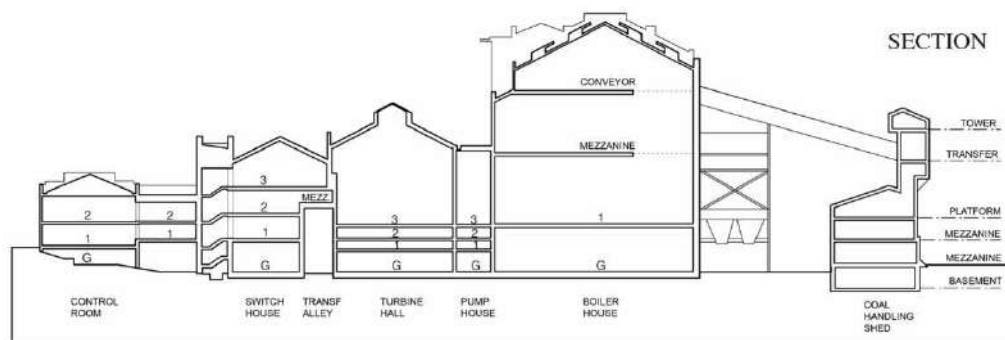 SECTION
CONVEYOR
TOWER
MEZZANINE
TRANSFER
3
MEZZ
2 2 2 3 3 1 PLATFORM
2 2
1 1 1 1 1 MEZZANINE
G G G G G MEZZANINE
BASEMENT
CONTROL
ROOM
SWITCH
HOUSE
TRANSF
ALLEY
TURBINE
HALL
PUMP
HOUSE
BOILER
HOUSE
COAL
HANDLING
SHED